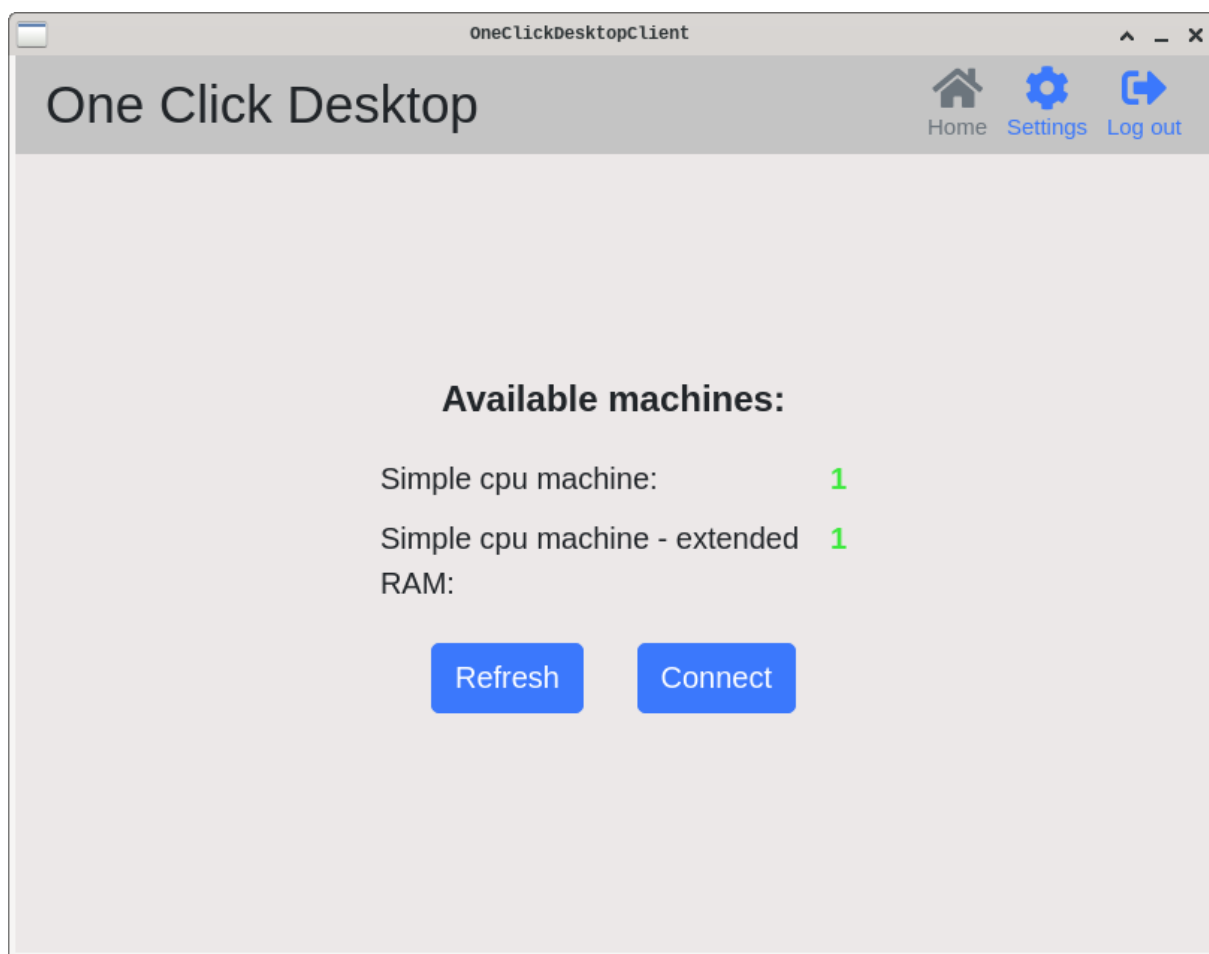 OneClickDesktopClient
One Click Desktop
Home Settings Log out
Available machines:
Simple cpu machine: 1
Simple cpu machine - extended 1
RAM:
Refresh Connect